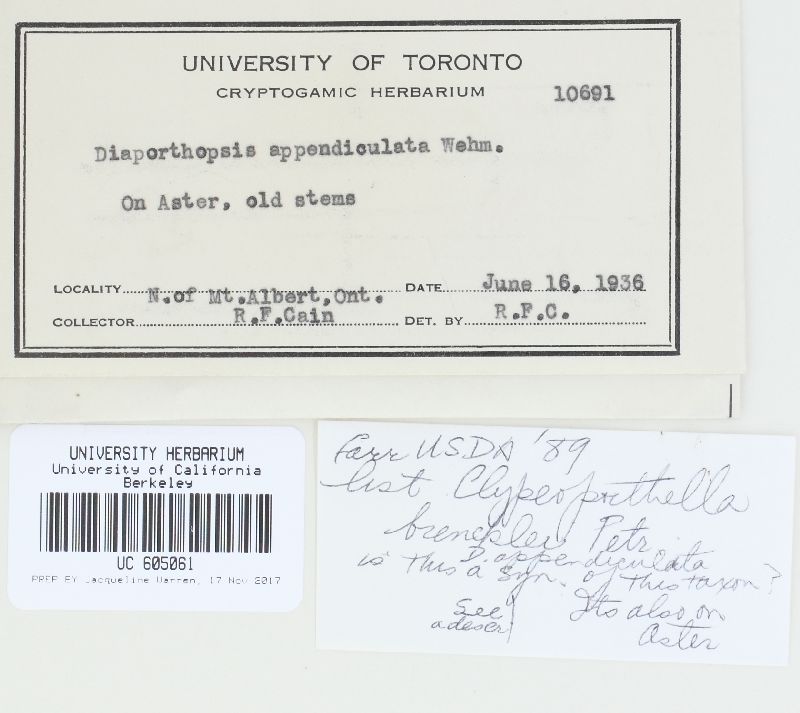 UNIVERSITY OF TORONTO
CRYPTOGAMIC HERBARIUM 10691
Diaporthopsis appendiculata Wehm.
On Aster, old stems
LOCALITY N. of Mt. Albert, Ont. DATE June 16, 1936
COLLECTOR R.F.Cain DET. BY R.F.C.
UNIVERSITY HERBARIUM
University of California
Berkeley
UC 605061
PREP BY Jacqueline Warren, 17 Nov 2017
Farr USDA '89
list Clypeoporthella
brencklei Petr.
D. appendiculata
is this a syn. of this taxon?
See Its also on
a descr Aster